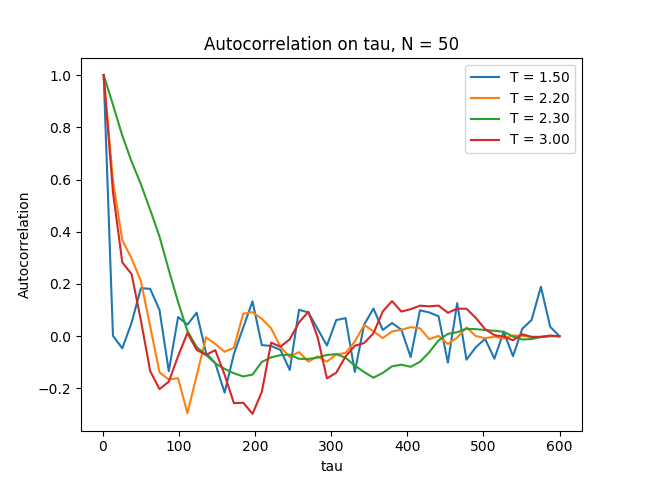 Autocorrelation on tau, N = 50
T = 1.50
T = 2.20
T = 2.30
T = 3.00
Autocorrelation
1.0
0.8
0.6
0.4
0.2
0.0
−0.2
0 100 200 300 400 500 600
tau